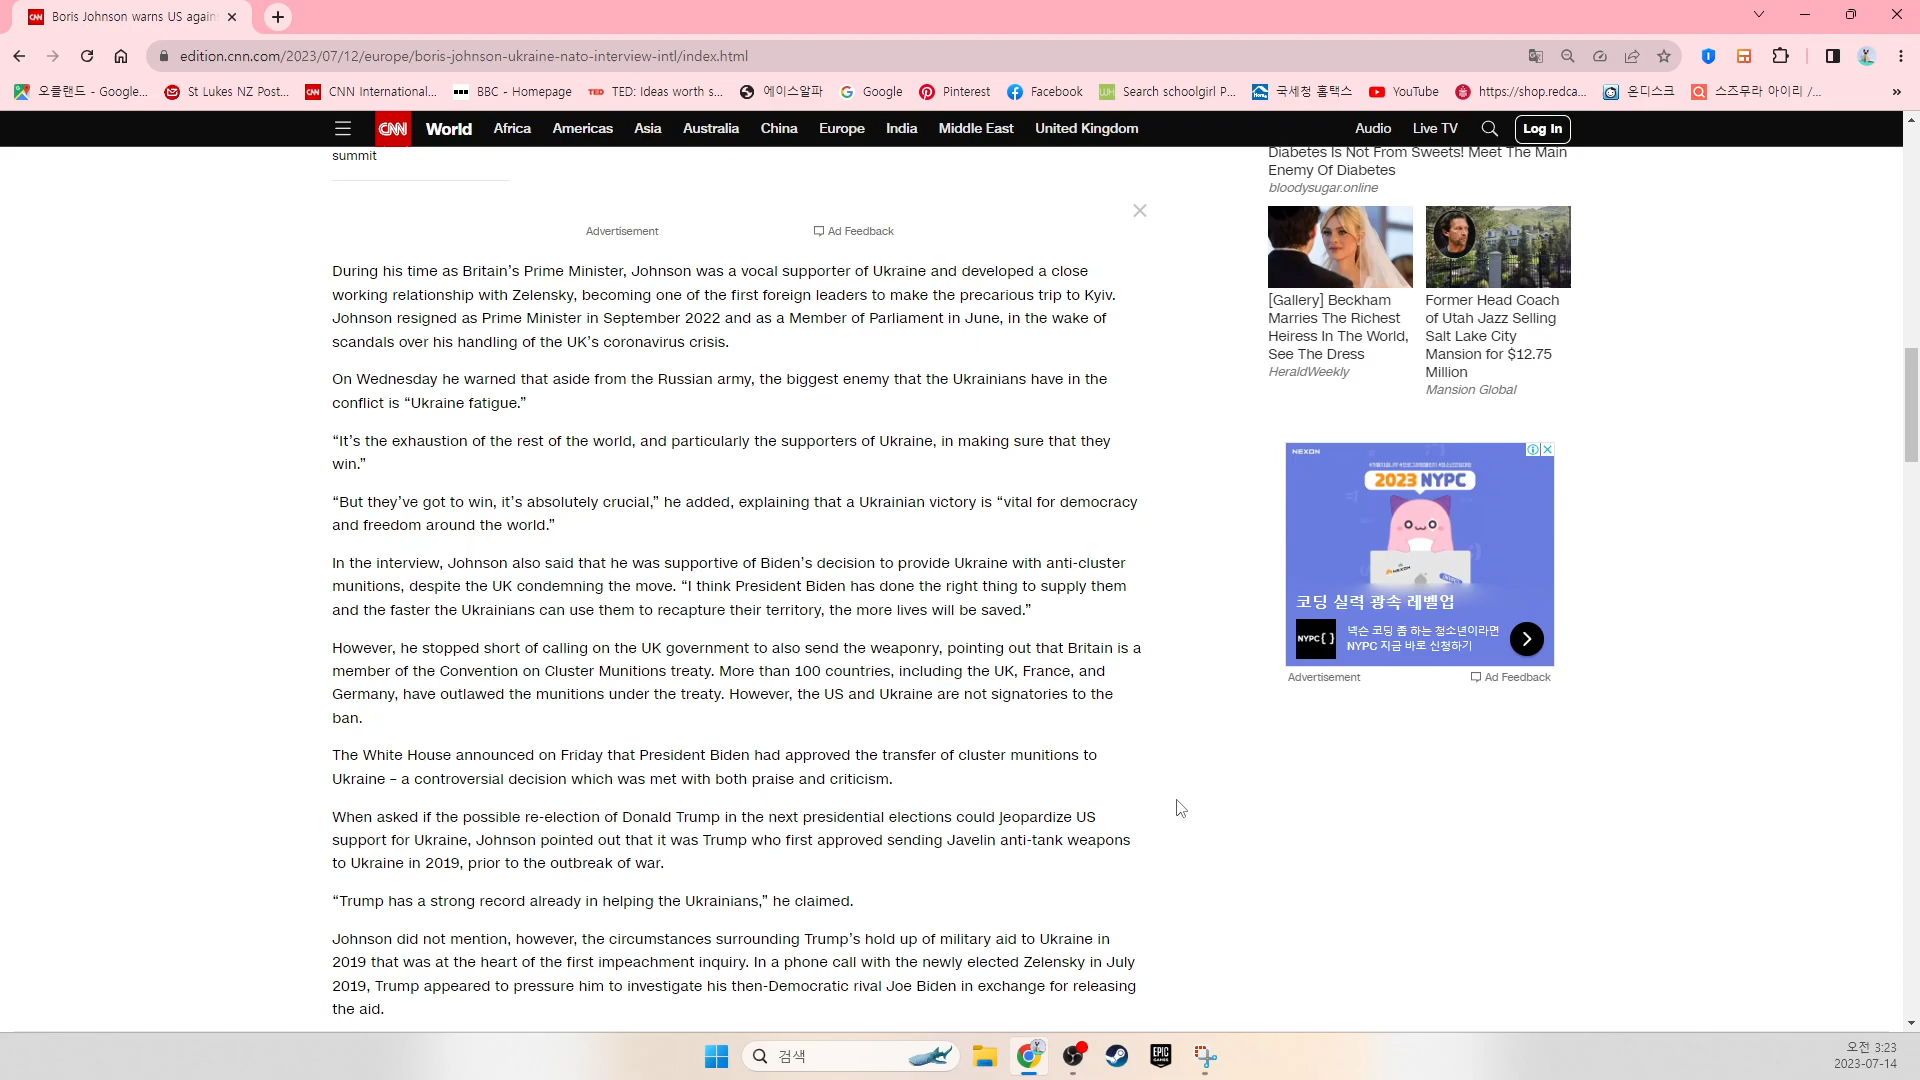 Boris Johnson warns US again
edition.cnn.com/2023/07/12/europe/boris-johnson-ukraine-nato-interview-intl/index.html
오클랜드 - Google... St Lukes NZ Post... CNN International... BBC - Homepage TED: Ideas worth s... 에이스알파 Google Pinterest Facebook Search schoolgirl P... 국세청 홈택스 YouTube https://shop.redca... 온디스크 스즈무라 아이리 /... »
CNN World Africa Americas Asia Australia China Europe India Middle East United Kingdom Audio Live TV Log In
summit
Advertisement Ad Feedback
During his time as Britain’s Prime Minister, Johnson was a vocal supporter of Ukraine and developed a close
working relationship with Zelensky, becoming one of the first foreign leaders to make the precarious trip to Kyiv.
Johnson resigned as Prime Minister in September 2022 and as a Member of Parliament in June, in the wake of
scandals over his handling of the UK’s coronavirus crisis.
On Wednesday he warned that aside from the Russian army, the biggest enemy that the Ukrainians have in the
conflict is “Ukraine fatigue.”
“It’s the exhaustion of the rest of the world, and particularly the supporters of Ukraine, in making sure that they
win.”
“But they’ve got to win, it’s absolutely crucial,” he added, explaining that a Ukrainian victory is “vital for democracy
and freedom around the world.”
In the interview, Johnson also said that he was supportive of Biden’s decision to provide Ukraine with anti-cluster
munitions, despite the UK condemning the move. “I think President Biden has done the right thing to supply them
and the faster the Ukrainians can use them to recapture their territory, the more lives will be saved.”
However, he stopped short of calling on the UK government to also send the weaponry, pointing out that Britain is a
member of the Convention on Cluster Munitions treaty. More than 100 countries, including the UK, France, and
Germany, have outlawed the munitions under the treaty. However, the US and Ukraine are not signatories to the
ban.
The White House announced on Friday that President Biden had approved the transfer of cluster munitions to
Ukraine – a controversial decision which was met with both praise and criticism.
When asked if the possible re-election of Donald Trump in the next presidential elections could jeopardize US
support for Ukraine, Johnson pointed out that it was Trump who first approved sending Javelin anti-tank weapons
to Ukraine in 2019, prior to the outbreak of war.
“Trump has a strong record already in helping the Ukrainians,” he claimed.
Johnson did not mention, however, the circumstances surrounding Trump’s hold up of military aid to Ukraine in
2019 that was at the heart of the first impeachment inquiry. In a phone call with the newly elected Zelensky in July
2019, Trump appeared to pressure him to investigate his then-Democratic rival Joe Biden in exchange for releasing
the aid.
Diabetes Is Not From Sweets! Meet The Main
Enemy Of Diabetes
bloodysugar.online
[Gallery] Beckham
Marries The Richest
Heiress In The World,
See The Dress
HeraldWeekly
Former Head Coach
of Utah Jazz Selling
Salt Lake City
Mansion for $12.75
Million
Mansion Global
NEXON
2023 NYPC
NEXON
코딩 실력 광속 레벨업
NYPC{ }
넥슨 코딩 좀 하는 청소년이라면
NYPC 지금 바로 신청하기
Advertisement Ad Feedback
검색
EPIC GAMES
오전 3:23
2023-07-14